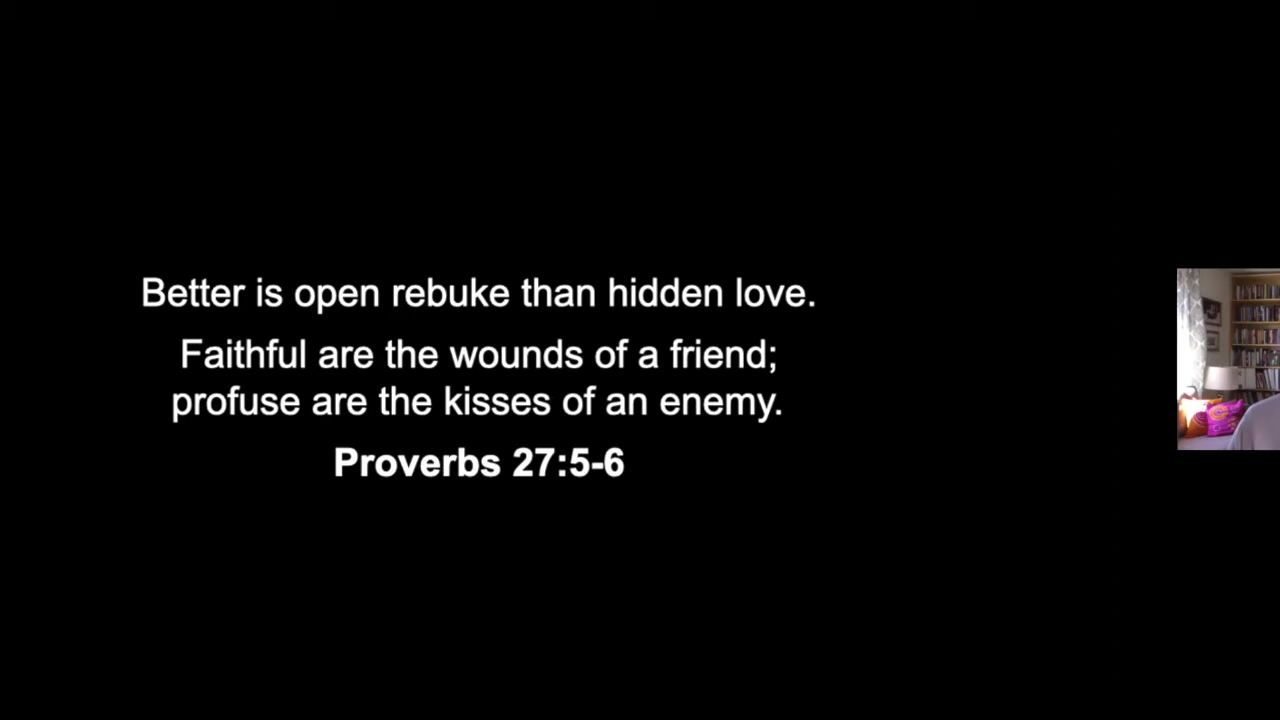 Better is open rebuke than hidden love.
Faithful are the wounds of a friend;
profuse are the kisses of an enemy.
Proverbs 27:5-6